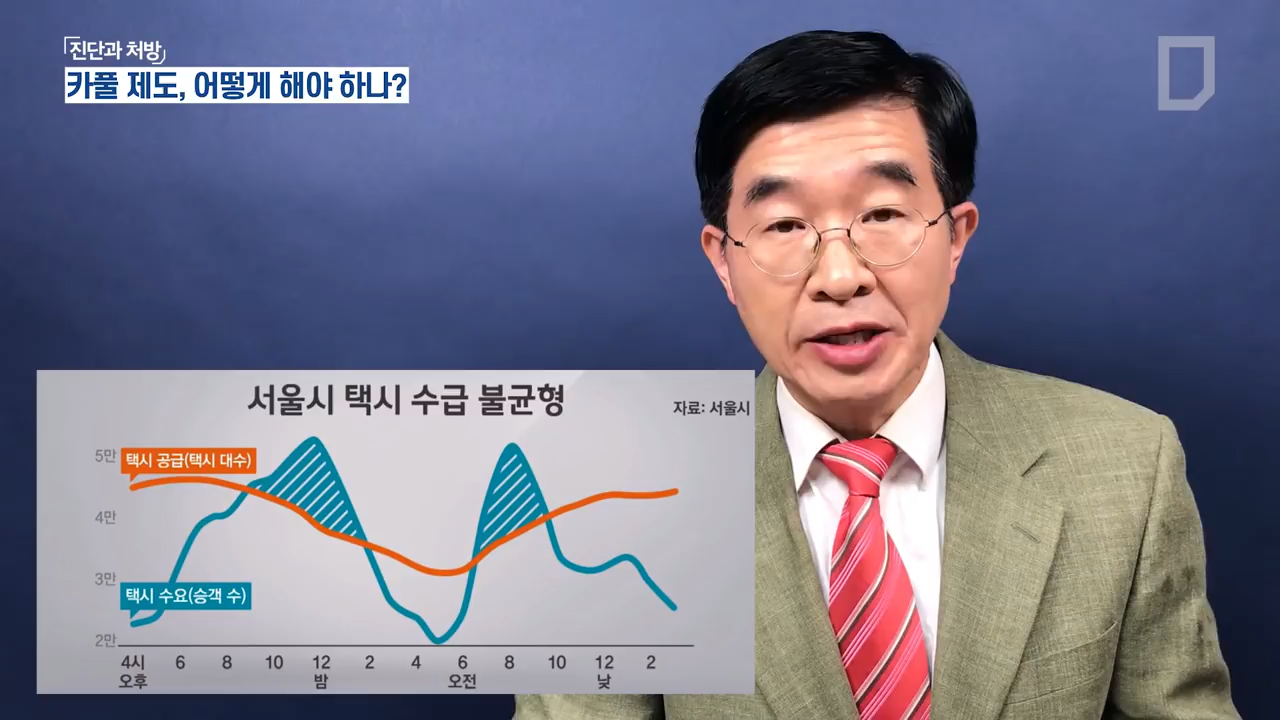 「진단과 처방」
카풀 제도, 어떻게 해야 하나?
서울시 택시 수급 불균형
자료: 서울시
5만
택시 공급(택시 대수)
4만
3만
택시 수요(승객 수)
2만
4시 6 8 10 12 2 4 6 8 10 12 2
오후 밤 오전 낮